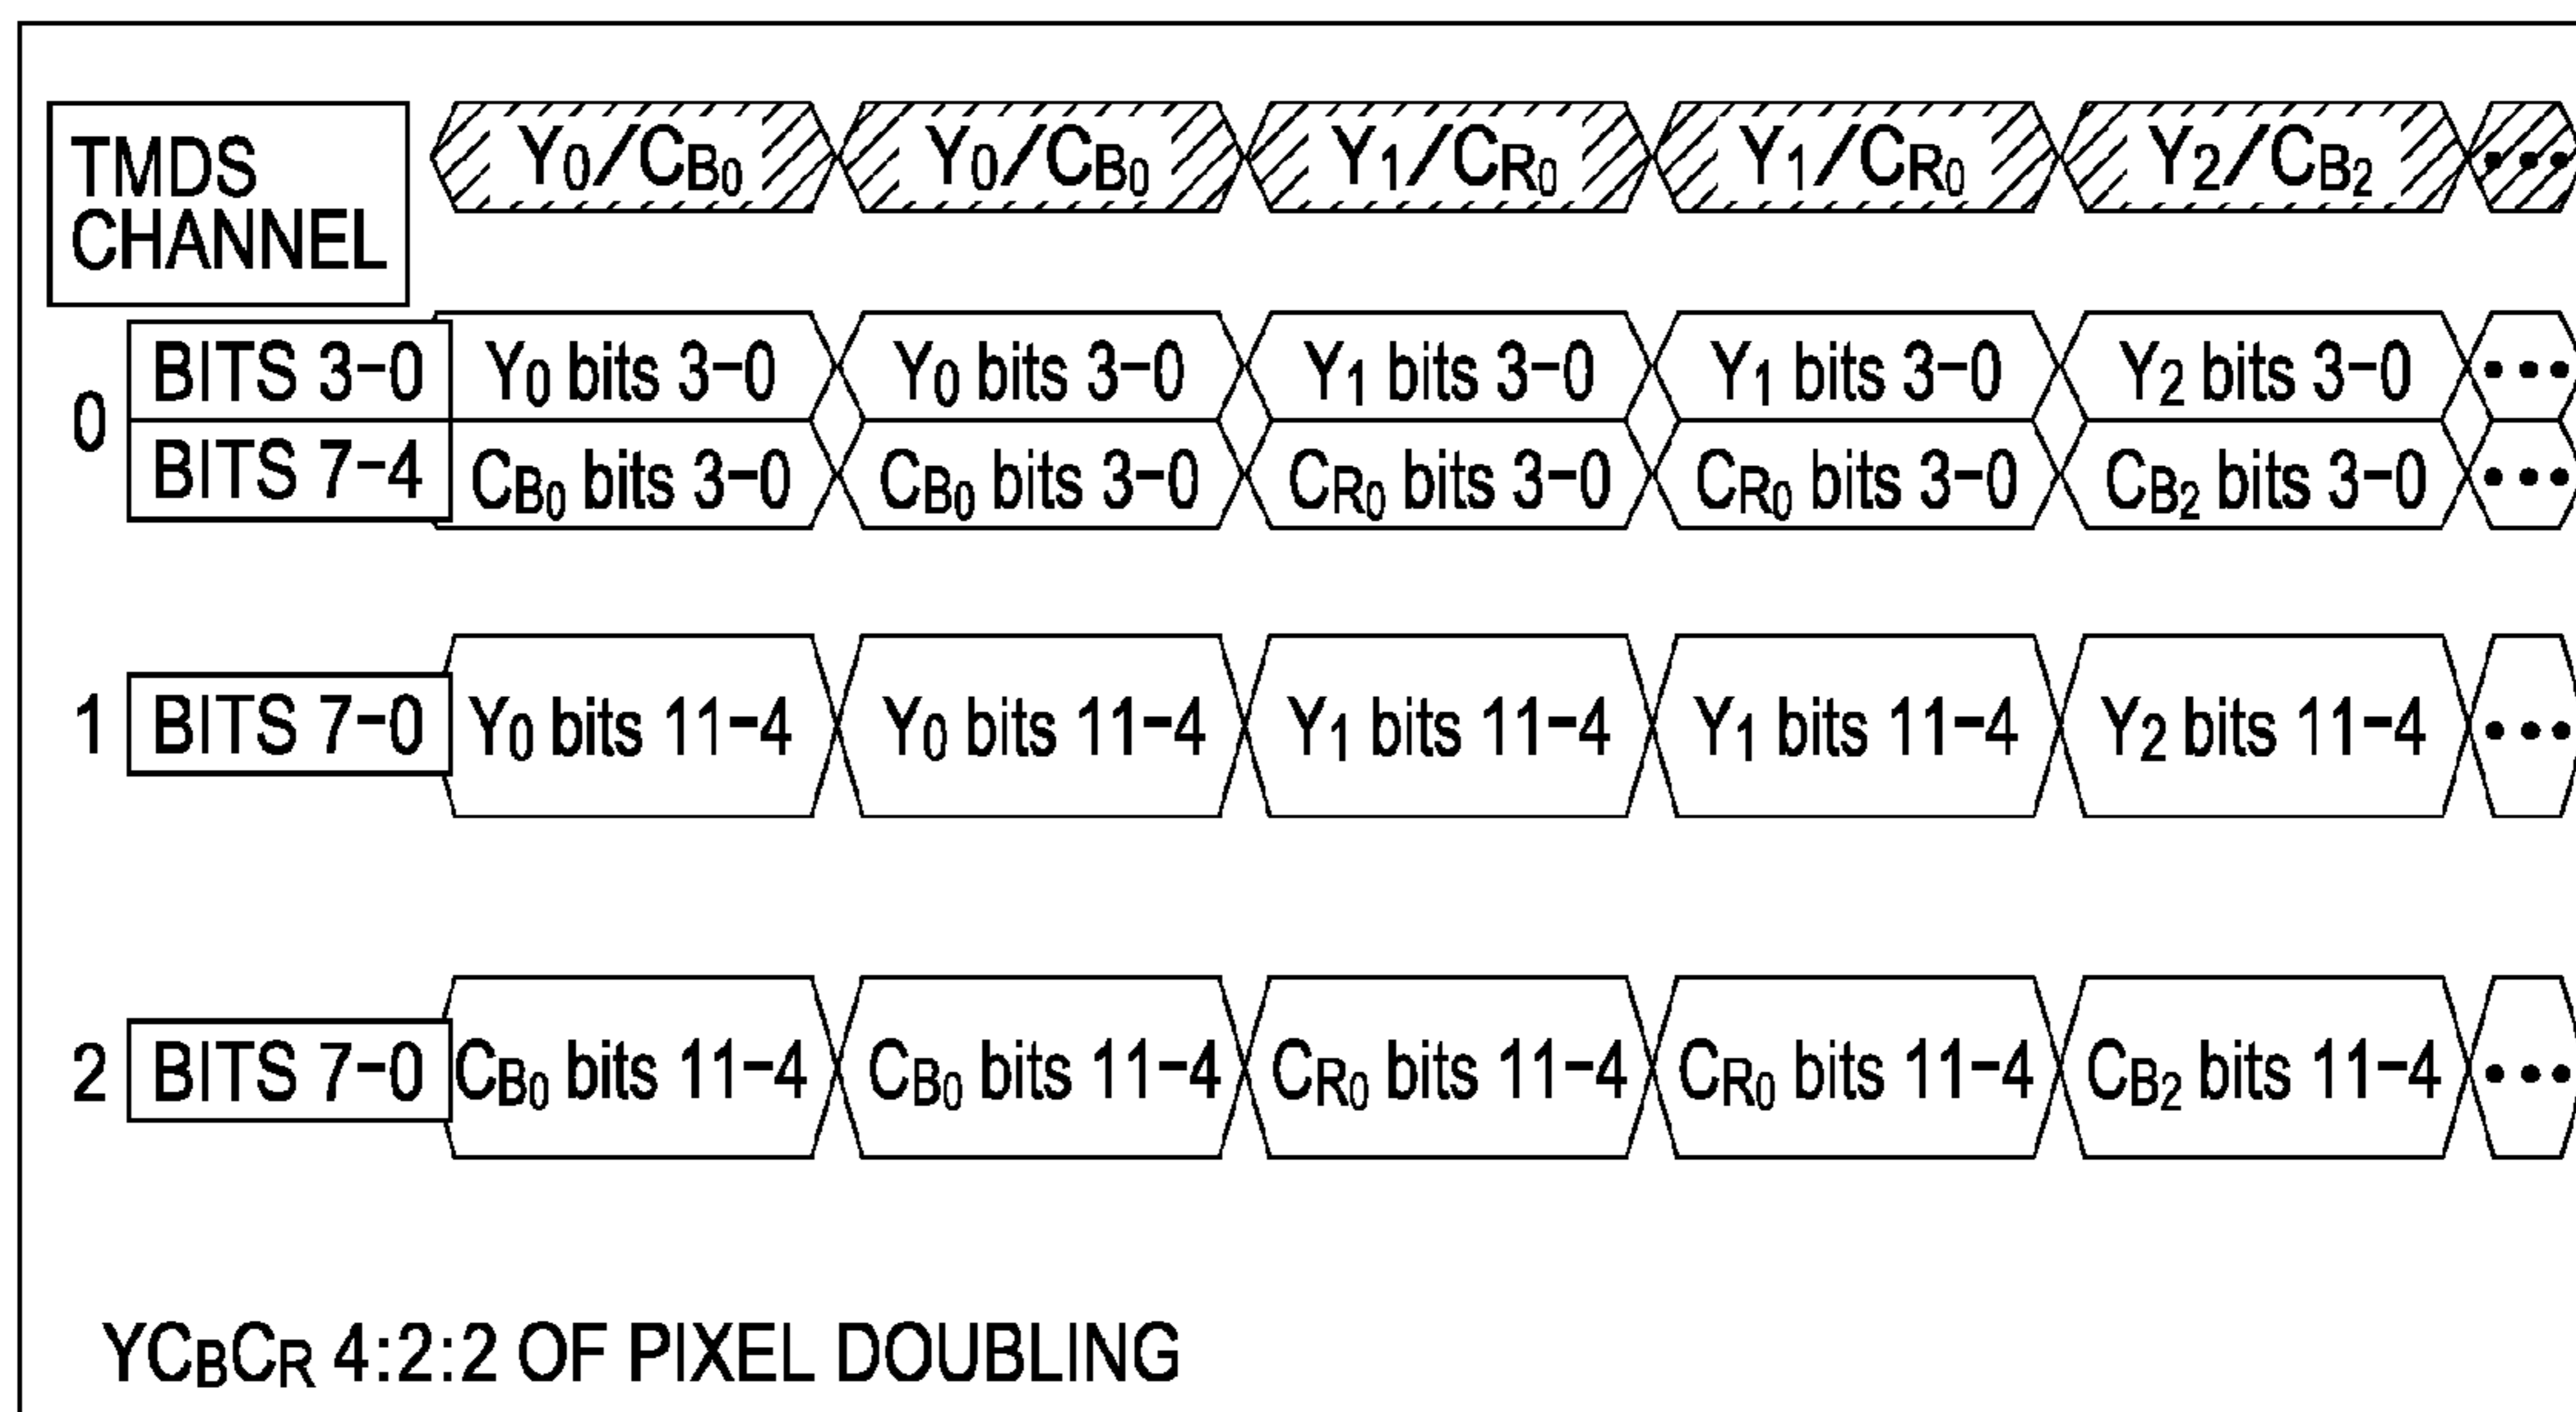 TMDS
CHANNEL
Y0/CB0 Y0/CB0 Y1/CR0 Y1/CR0 Y2/CB2 •••
0
BITS 3-0 Y0 bits 3-0 Y0 bits 3-0 Y1 bits 3-0 Y1 bits 3-0 Y2 bits 3-0 •••
BITS 7-4 CB0 bits 3-0 CB0 bits 3-0 CR0 bits 3-0 CR0 bits 3-0 CB2 bits 3-0 •••
1 BITS 7-0 Y0 bits 11-4 Y0 bits 11-4 Y1 bits 11-4 Y1 bits 11-4 Y2 bits 11-4 •••
2 BITS 7-0 CB0 bits 11-4 CB0 bits 11-4 CR0 bits 11-4 CR0 bits 11-4 CB2 bits 11-4 •••
YCBCR 4:2:2 OF PIXEL DOUBLING